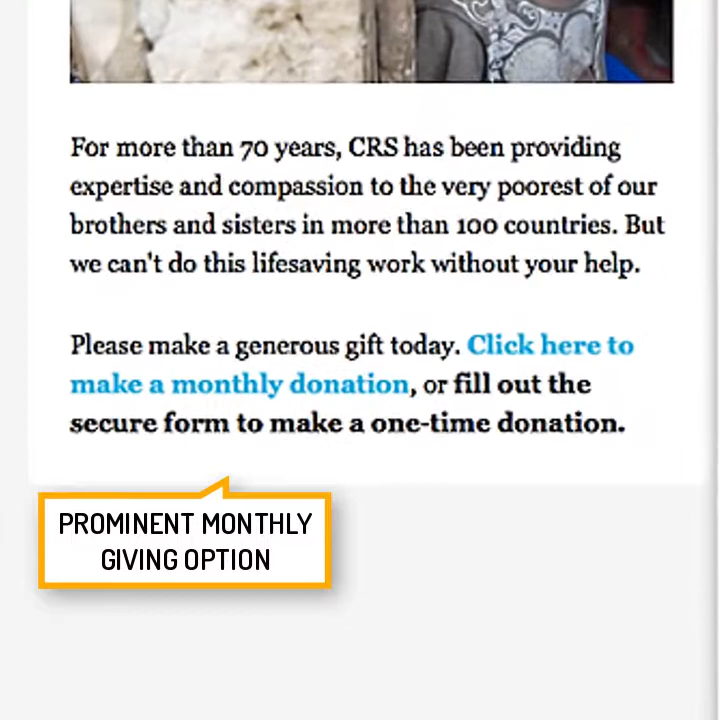 For more than 70 years, CRS has been providing
expertise and compassion to the very poorest of our
brothers and sisters in more than 100 countries. But
we can't do this lifesaving work without your help.
Please make a generous gift today. Click here to
make a monthly donation, or fill out the
secure form to make a one-time donation.
PROMINENT MONTHLY
GIVING OPTION